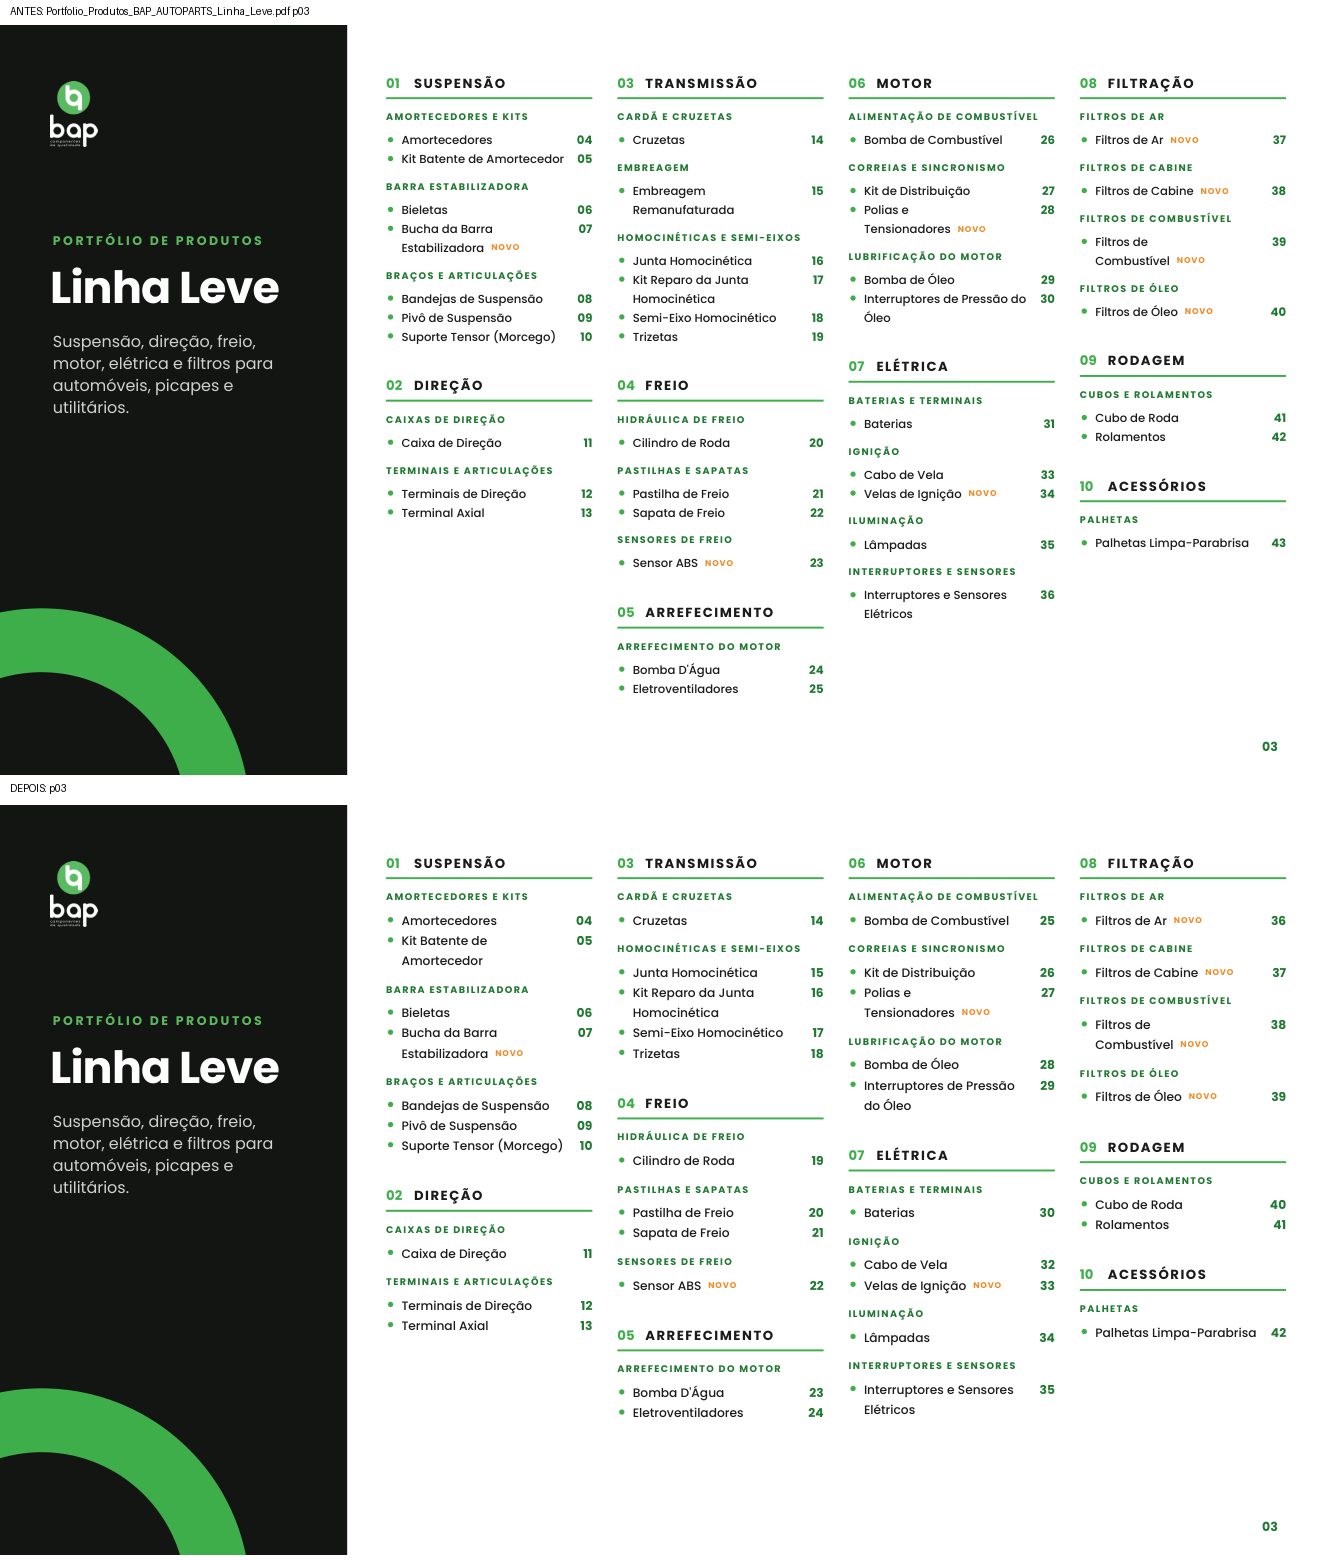 ANTES: Portfolio_Produtos_BAP_AUTOPARTS_Linha_Leve.pdf p03
bap
PORTFÓLIO DE PRODUTOS
Linha Leve
Suspensão, direção, freio,
motor, elétrica e filtros para
automóveis, picapes e
utilitários.
01 SUSPENSÃO
AMORTECEDORES E KITS
Amortecedores 04
Kit Batente de Amortecedor 05
BARRA ESTABILIZADORA
Bieletas 06
Bucha da Barra 07
Estabilizadora NOVO
BRAÇOS E ARTICULAÇÕES
Bandejas de Suspensão 08
Pivô de Suspensão 09
Suporte Tensor (Morcego) 10
02 DIREÇÃO
CAIXAS DE DIREÇÃO
Caixa de Direção 11
TERMINAIS E ARTICULAÇÕES
Terminais de Direção 12
Terminal Axial 13
03 TRANSMISSÃO
CARDÃ E CRUZETAS
Cruzetas 14
EMBREAGEM
Embreagem 15
Remanufaturada
HOMOCINÉTICAS E SEMI-EIXOS
Junta Homocinética 16
Kit Reparo da Junta 17
Homocinética
Semi-Eixo Homocinético 18
Trizetas 19
04 FREIO
HIDRÁULICA DE FREIO
Cilindro de Roda 20
PASTILHAS E SAPATAS
Pastilha de Freio 21
Sapata de Freio 22
SENSORES DE FREIO
Sensor ABS NOVO 23
05 ARREFECIMENTO
ARREFECIMENTO DO MOTOR
Bomba D'Água 24
Eletroventiladores 25
06 MOTOR
ALIMENTAÇÃO DE COMBUSTÍVEL
Bomba de Combustível 26
CORREIAS E SINCRONISMO
Kit de Distribuição 27
Polias e 28
Tensionadores NOVO
LUBRIFICAÇÃO DO MOTOR
Bomba de Óleo 29
Interruptores de Pressão do 30
Óleo
07 ELÉTRICA
BATERIAS E TERMINAIS
Baterias 31
IGNIÇÃO
Cabo de Vela 33
Velas de Ignição NOVO 34
ILUMINAÇÃO
Lâmpadas 35
INTERRUPTORES E SENSORES
Interruptores e Sensores 36
Elétricos
08 FILTRAÇÃO
FILTROS DE AR
Filtros de Ar NOVO 37
FILTROS DE CABINE
Filtros de Cabine NOVO 38
FILTROS DE COMBUSTÍVEL
Filtros de 39
Combustível NOVO
FILTROS DE ÓLEO
Filtros de Óleo NOVO 40
09 RODAGEM
CUBOS E ROLAMENTOS
Cubo de Roda 41
Rolamentos 42
10 ACESSÓRIOS
PALHETAS
Palhetas Limpa-Parabrisa 43
03
DEPOIS: p03
bap
PORTFÓLIO DE PRODUTOS
Linha Leve
Suspensão, direção, freio,
motor, elétrica e filtros para
automóveis, picapes e
utilitários.
01 SUSPENSÃO
AMORTECEDORES E KITS
Amortecedores 04
Kit Batente de 05
Amortecedor
BARRA ESTABILIZADORA
Bieletas 06
Bucha da Barra 07
Estabilizadora NOVO
BRAÇOS E ARTICULAÇÕES
Bandejas de Suspensão 08
Pivô de Suspensão 09
Suporte Tensor (Morcego) 10
02 DIREÇÃO
CAIXAS DE DIREÇÃO
Caixa de Direção 11
TERMINAIS E ARTICULAÇÕES
Terminais de Direção 12
Terminal Axial 13
03 TRANSMISSÃO
CARDÃ E CRUZETAS
Cruzetas 14
HOMOCINÉTICAS E SEMI-EIXOS
Junta Homocinética 15
Kit Reparo da Junta 16
Homocinética
Semi-Eixo Homocinético 17
Trizetas 18
04 FREIO
HIDRÁULICA DE FREIO
Cilindro de Roda 19
PASTILHAS E SAPATAS
Pastilha de Freio 20
Sapata de Freio 21
SENSORES DE FREIO
Sensor ABS NOVO 22
05 ARREFECIMENTO
ARREFECIMENTO DO MOTOR
Bomba D'Água 23
Eletroventiladores 24
06 MOTOR
ALIMENTAÇÃO DE COMBUSTÍVEL
Bomba de Combustível 25
CORREIAS E SINCRONISMO
Kit de Distribuição 26
Polias e 27
Tensionadores NOVO
LUBRIFICAÇÃO DO MOTOR
Bomba de Óleo 28
Interruptores de Pressão 29
do Óleo
07 ELÉTRICA
BATERIAS E TERMINAIS
Baterias 30
IGNIÇÃO
Cabo de Vela 32
Velas de Ignição NOVO 33
ILUMINAÇÃO
Lâmpadas 34
INTERRUPTORES E SENSORES
Interruptores e Sensores 35
Elétricos
08 FILTRAÇÃO
FILTROS DE AR
Filtros de Ar NOVO 36
FILTROS DE CABINE
Filtros de Cabine NOVO 37
FILTROS DE COMBUSTÍVEL
Filtros de 38
Combustível NOVO
FILTROS DE ÓLEO
Filtros de Óleo NOVO 39
09 RODAGEM
CUBOS E ROLAMENTOS
Cubo de Roda 40
Rolamentos 41
10 ACESSÓRIOS
PALHETAS
Palhetas Limpa-Parabrisa 42
03